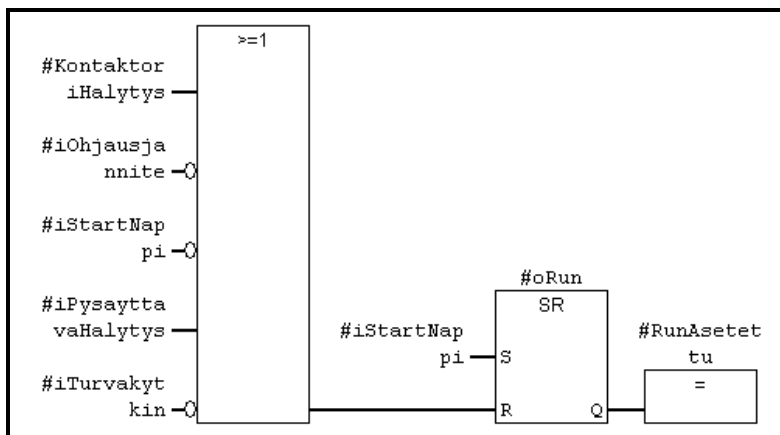 >=1
#Kontaktor
iHalytys
#iOhjausja
nnite
#iStartNap
pi
#iPysaytta
vaHalytys
#iTurvakyt
kin
#iStartNap
pi
#oRun
SR
S
R
Q
#RunAsetet
tu
=